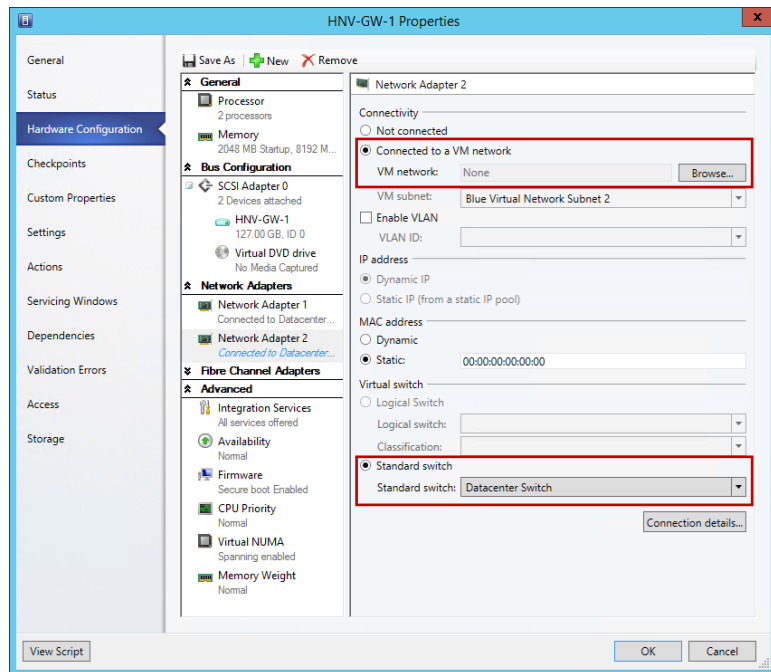 HNV-GW-1 Properties
x
General
Status
Hardware Configuration
Checkpoints
Custom Properties
Settings
Actions
Servicing Windows
Dependencies
Validation Errors
Access
Storage
Save As New Remove
General
Processor
2 processors
Memory
2048 MB Startup, 8192 M...
Bus Configuration
SCSI Adapter 0
2 Devices attached
HNV-GW-1
127.00 GB, ID 0
Virtual DVD drive
No Media Captured
Network Adapters
Network Adapter 1
Connected to Datacenter...
Network Adapter 2
Connected to Datacenter...
Fibre Channel Adapters
Advanced
Integration Services
All services offered
Availability
Normal
Firmware
Secure boot Enabled
CPU Priority
Normal
Virtual NUMA
Spanning enabled
Memory Weight
Normal
Network Adapter 2
Connectivity
Not connected
Connected to a VM network
VM network: None Browse...
VM subnet: Blue Virtual Network Subnet 2
Enable VLAN
VLAN ID:
IP address
Dynamic IP
Static IP (from a static IP pool)
MAC address
Dynamic
Static: 00:00:00:00:00:00
Virtual switch
Logical Switch
Logical switch:
Classification:
Standard switch
Standard switch: Datacenter Switch
Connection details...
View Script
OK Cancel